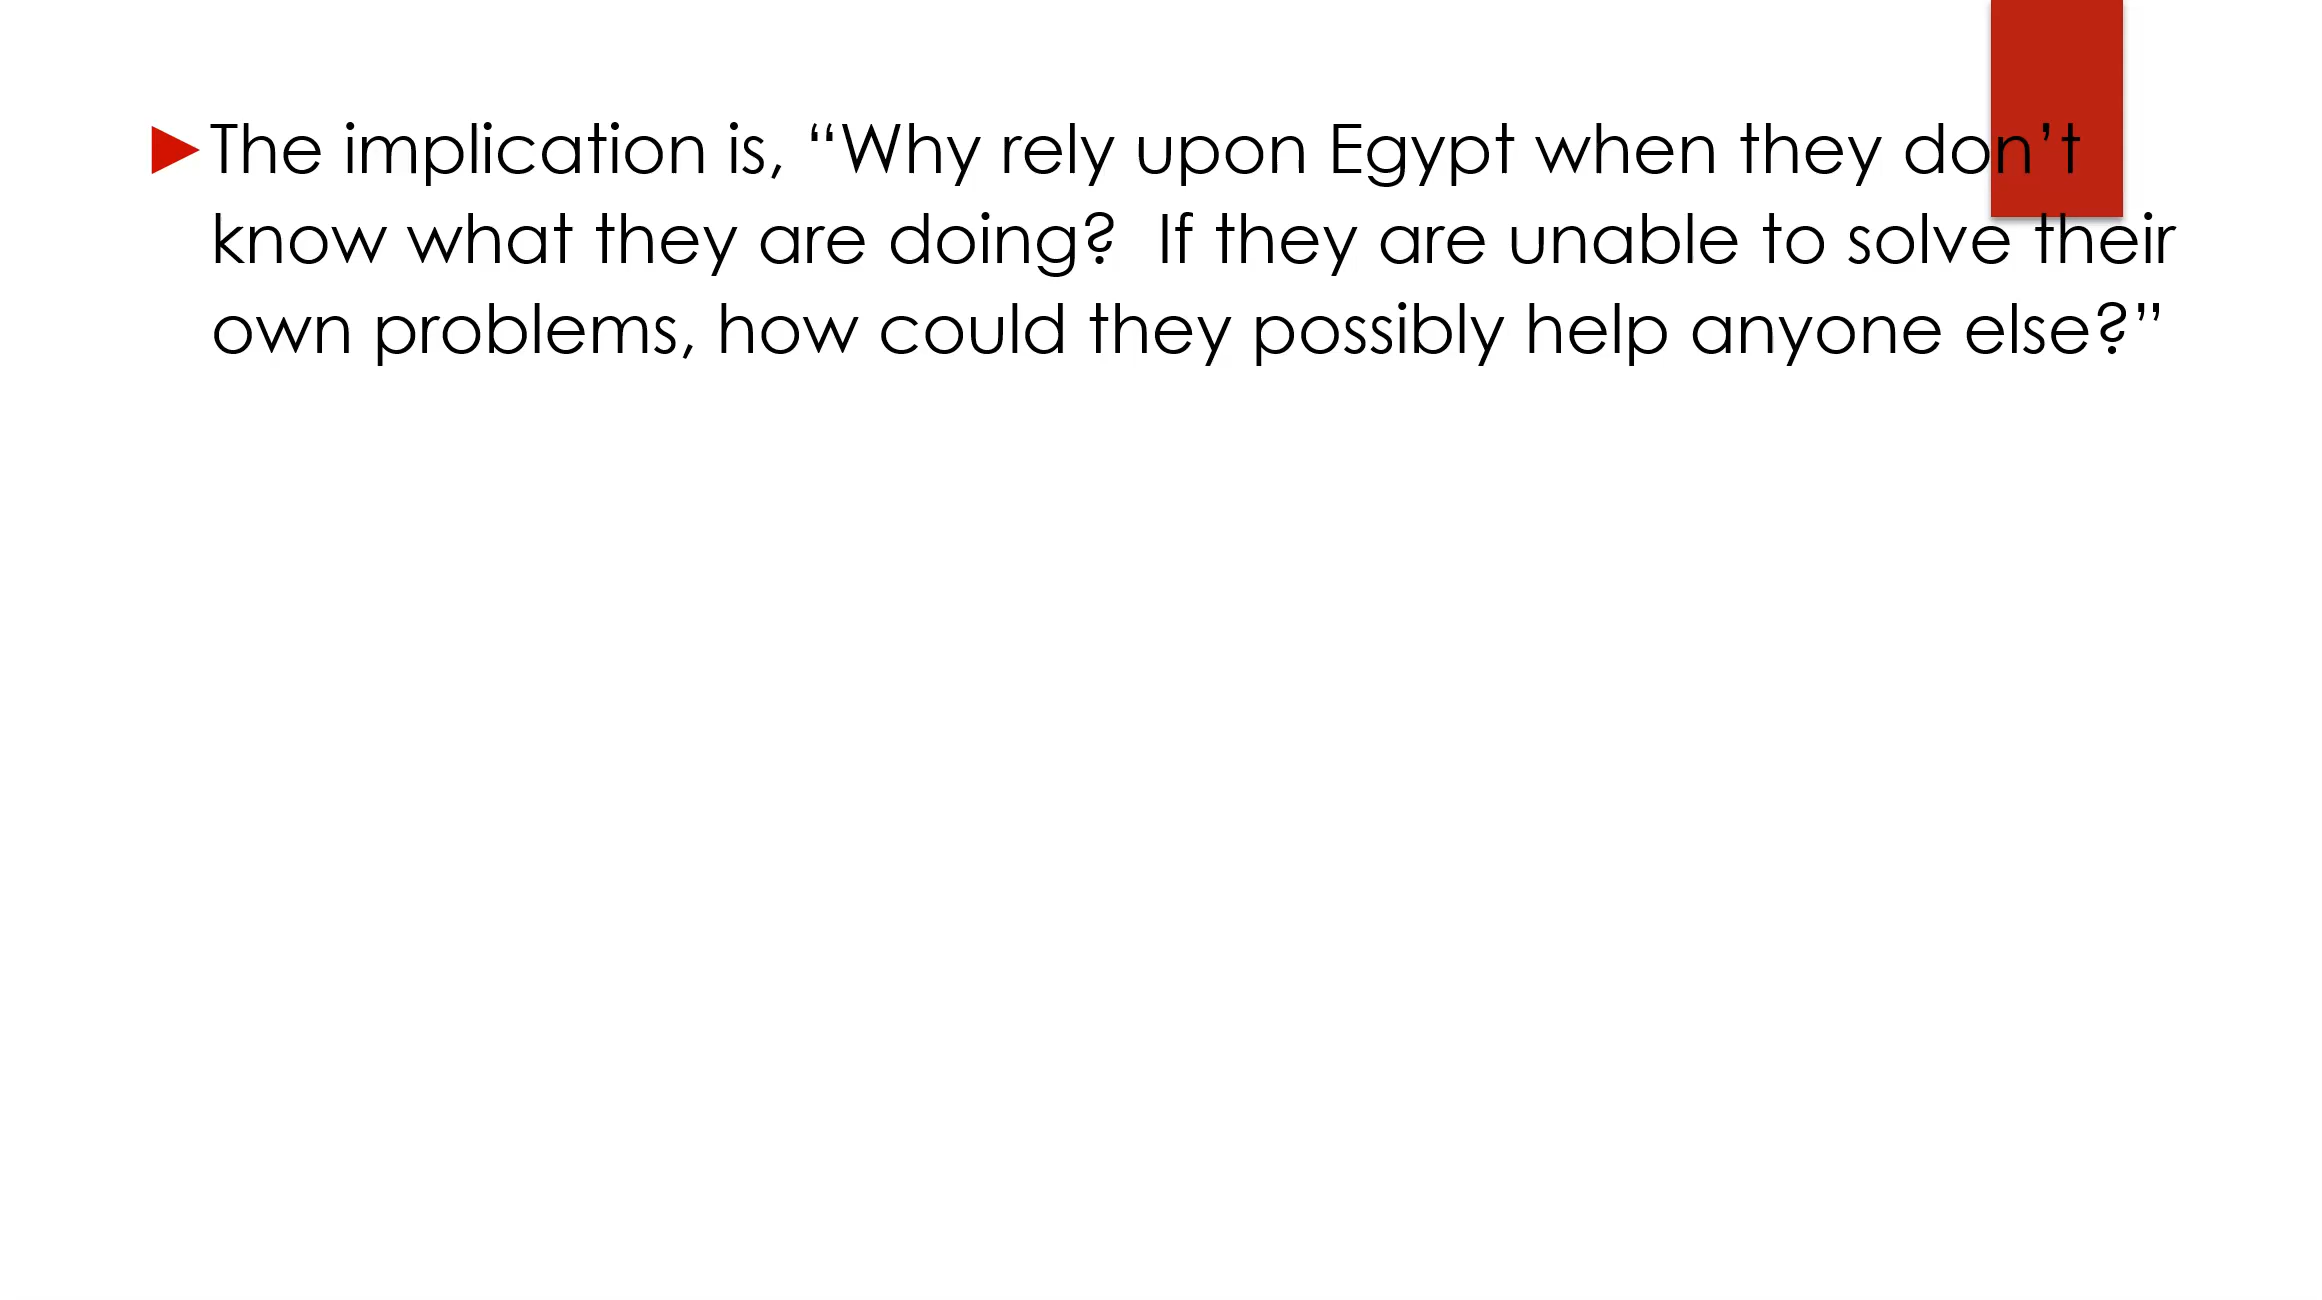 The implication is, “Why rely upon Egypt when they don’t
know what they are doing?  If they are unable to solve their
own problems, how could they possibly help anyone else?”